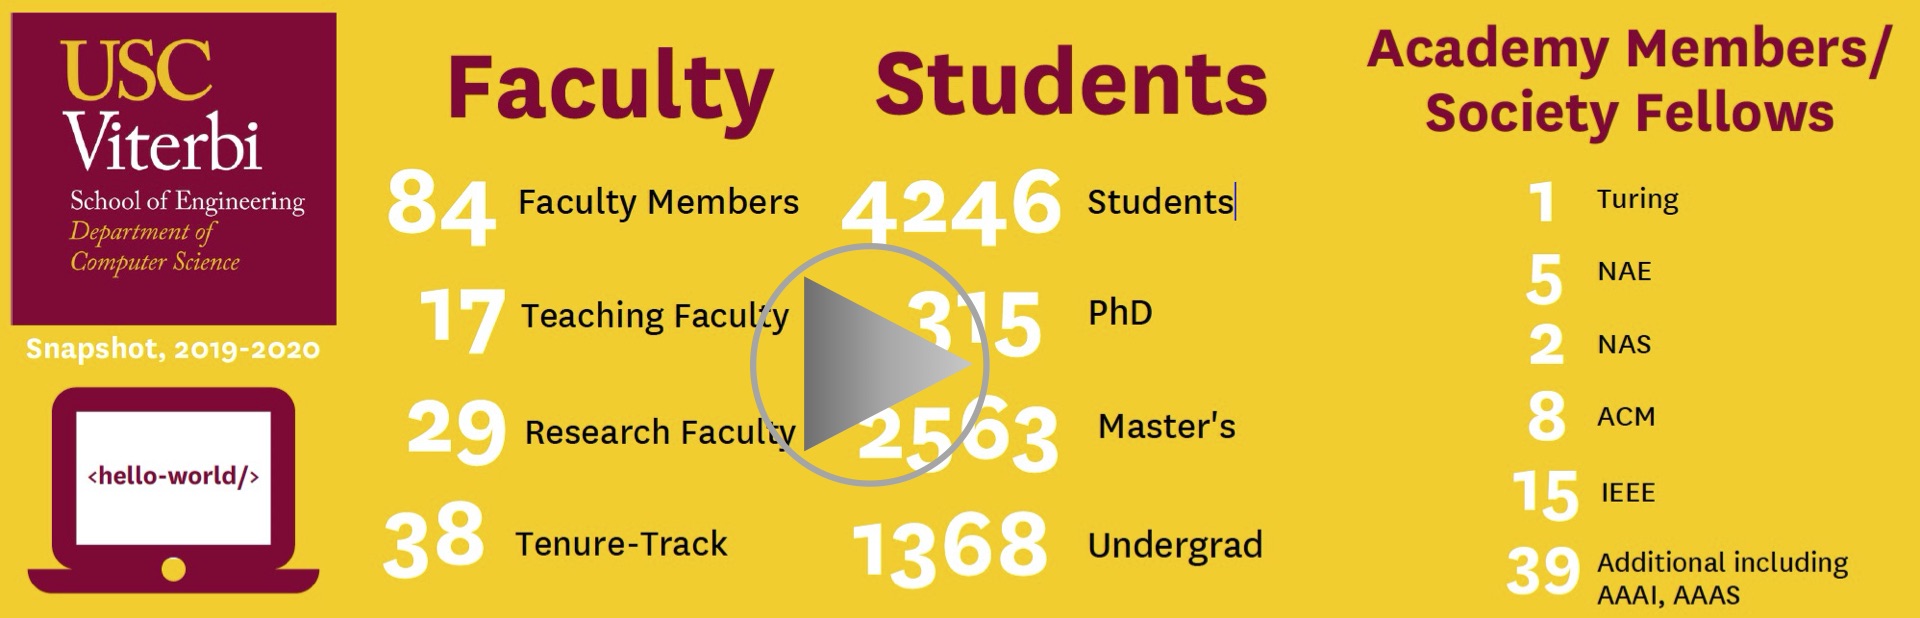 USC
Viterbi
School of Engineering
Department of
Computer Science
Snapshot, 2019-2020
<hello-world/>
Faculty
84 Faculty Members
17 Teaching Faculty
29 Research Faculty
38 Tenure-Track
Students
4246 Students
315 PhD
2563 Master's
1368 Undergrad
Academy Members/
Society Fellows
1 Turing
5 NAE
2 NAS
8 ACM
15 IEEE
39 Additional including
AAAI, AAAS